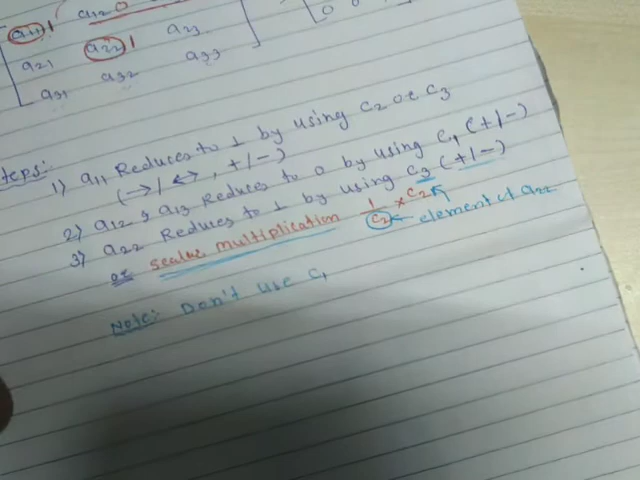 a11 1 a12 0
a21 a22 1 a23
a31 a32 a33
0
Steps:
1) a11 Reduces to 1 by using C2 or C3
(→ / ↔, +/-)
2) a12 & a13 Reduces to 0 by using C1 (+/-)
3) a22 Reduces to 1 by using C3 (+/-)
or scalar multiplication 1/C2 × C2 ← element of a22
Note: Don't use C1